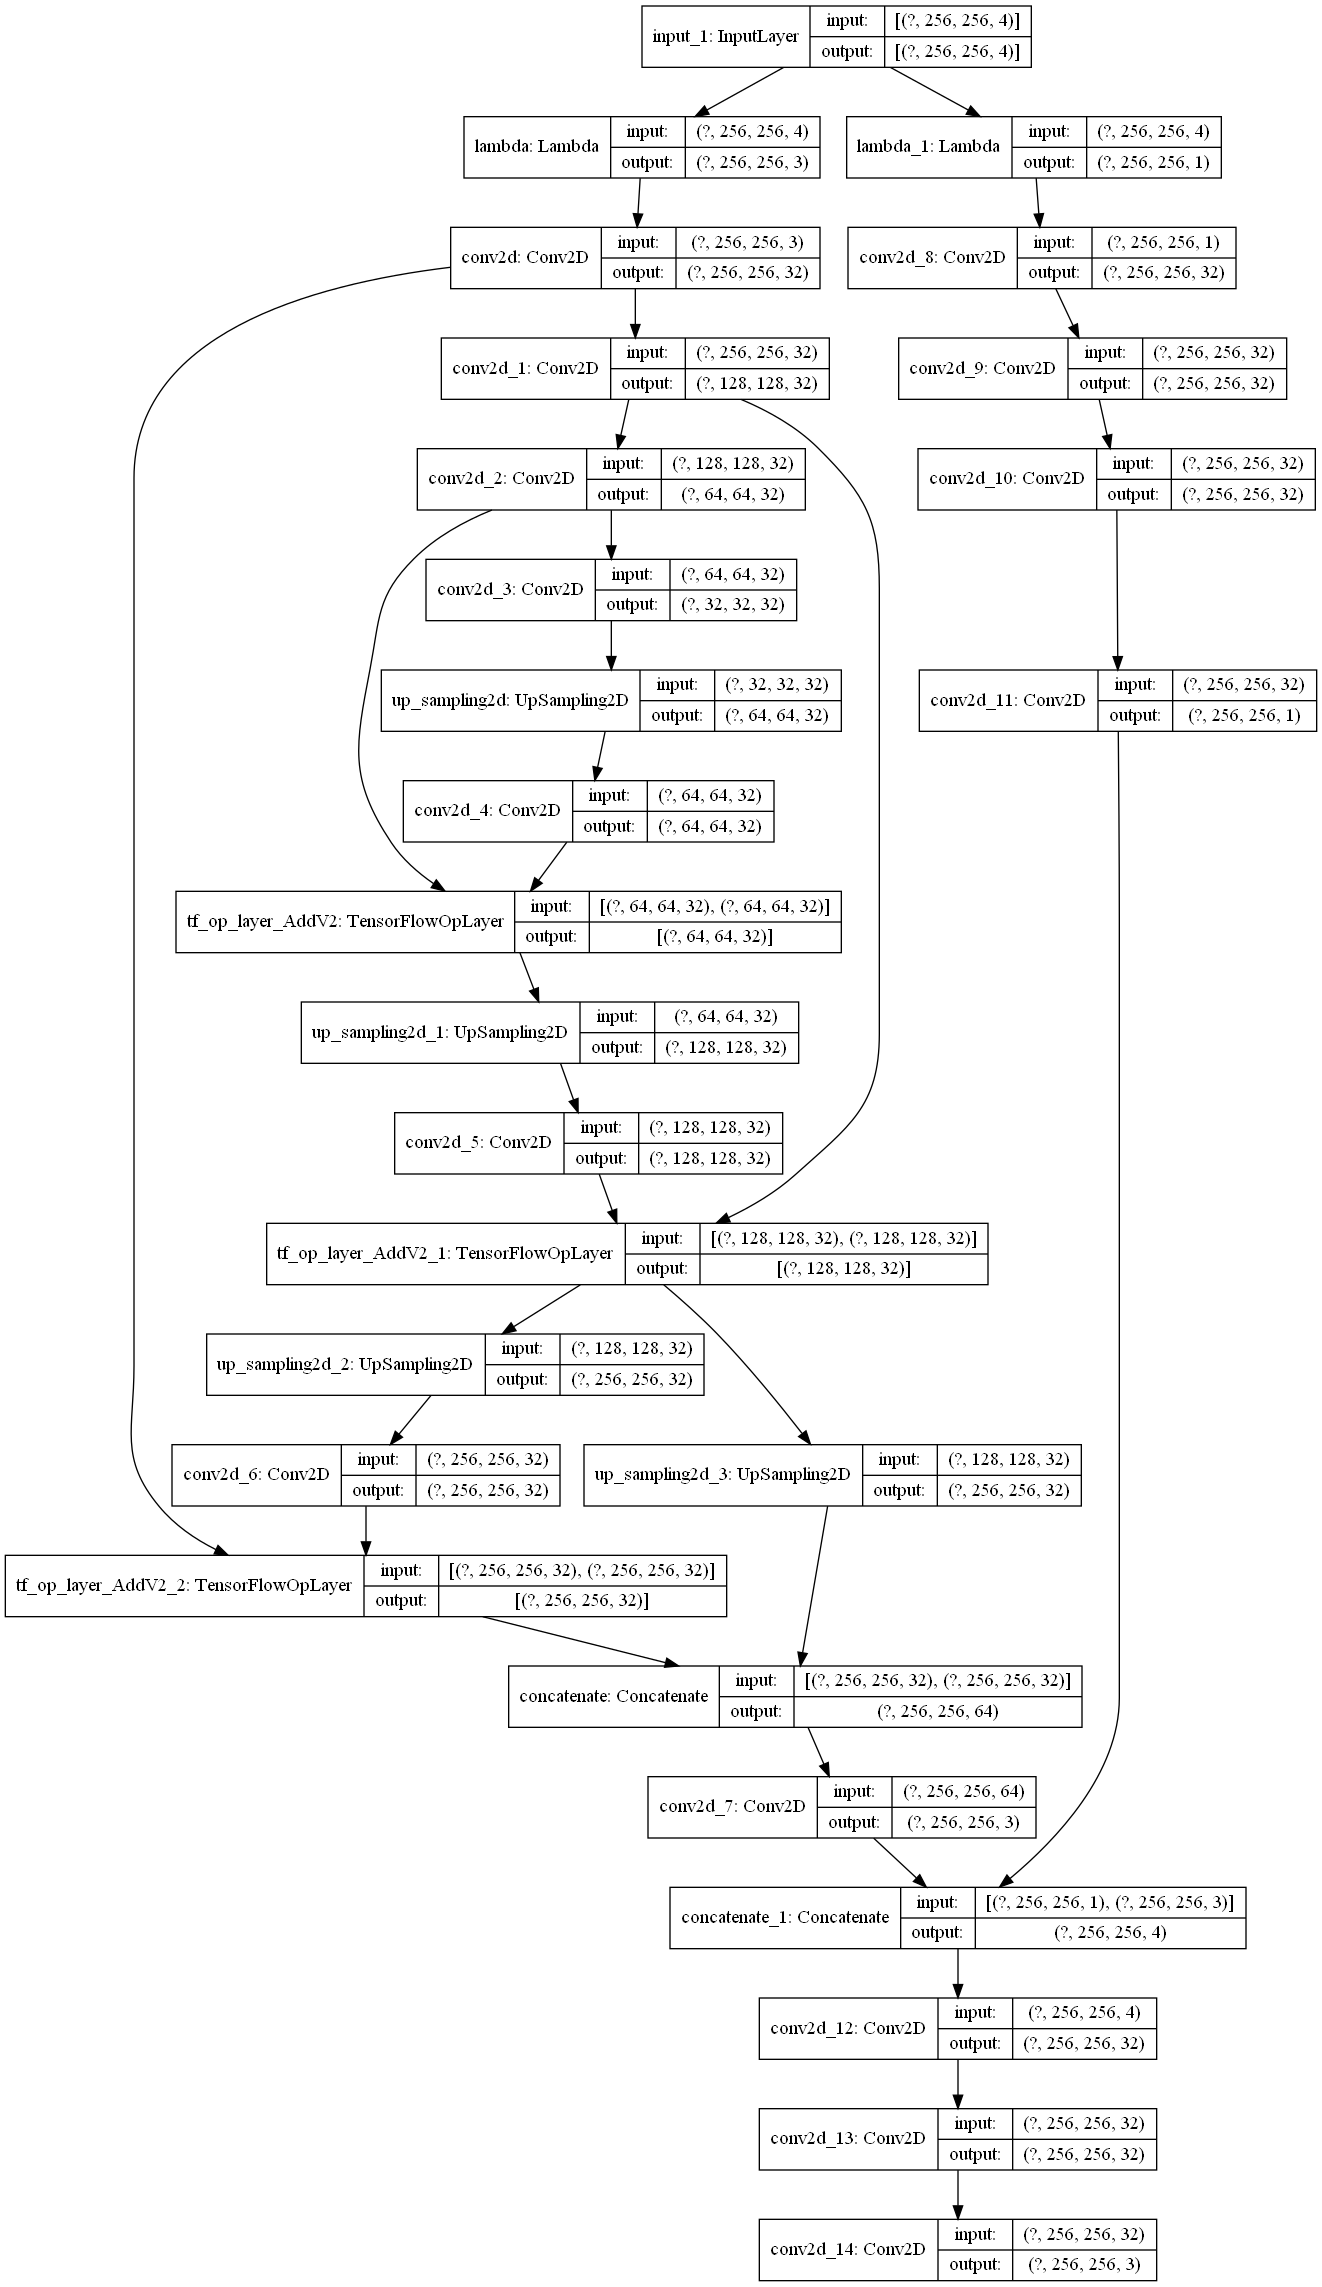 input_1: InputLayer
input: [(?, 256, 256, 4)]
output: [(?, 256, 256, 4)]
lambda: Lambda
input: (?, 256, 256, 4)
output: (?, 256, 256, 3)
lambda_1: Lambda
input: (?, 256, 256, 4)
output: (?, 256, 256, 1)
conv2d: Conv2D
input: (?, 256, 256, 3)
output: (?, 256, 256, 32)
conv2d_8: Conv2D
input: (?, 256, 256, 1)
output: (?, 256, 256, 32)
conv2d_1: Conv2D
input: (?, 256, 256, 32)
output: (?, 128, 128, 32)
conv2d_9: Conv2D
input: (?, 256, 256, 32)
output: (?, 256, 256, 32)
conv2d_2: Conv2D
input: (?, 128, 128, 32)
output: (?, 64, 64, 32)
conv2d_10: Conv2D
input: (?, 256, 256, 32)
output: (?, 256, 256, 32)
conv2d_3: Conv2D
input: (?, 64, 64, 32)
output: (?, 32, 32, 32)
up_sampling2d: UpSampling2D
input: (?, 32, 32, 32)
output: (?, 64, 64, 32)
conv2d_11: Conv2D
input: (?, 256, 256, 32)
output: (?, 256, 256, 1)
conv2d_4: Conv2D
input: (?, 64, 64, 32)
output: (?, 64, 64, 32)
tf_op_layer_AddV2: TensorFlowOpLayer
input: [(?, 64, 64, 32), (?, 64, 64, 32)]
output: [(?, 64, 64, 32)]
up_sampling2d_1: UpSampling2D
input: (?, 64, 64, 32)
output: (?, 128, 128, 32)
conv2d_5: Conv2D
input: (?, 128, 128, 32)
output: (?, 128, 128, 32)
tf_op_layer_AddV2_1: TensorFlowOpLayer
input: [(?, 128, 128, 32), (?, 128, 128, 32)]
output: [(?, 128, 128, 32)]
up_sampling2d_2: UpSampling2D
input: (?, 128, 128, 32)
output: (?, 256, 256, 32)
conv2d_6: Conv2D
input: (?, 256, 256, 32)
output: (?, 256, 256, 32)
up_sampling2d_3: UpSampling2D
input: (?, 128, 128, 32)
output: (?, 256, 256, 32)
tf_op_layer_AddV2_2: TensorFlowOpLayer
input: [(?, 256, 256, 32), (?, 256, 256, 32)]
output: [(?, 256, 256, 32)]
concatenate: Concatenate
input: [(?, 256, 256, 32), (?, 256, 256, 32)]
output: (?, 256, 256, 64)
conv2d_7: Conv2D
input: (?, 256, 256, 64)
output: (?, 256, 256, 3)
concatenate_1: Concatenate
input: [(?, 256, 256, 1), (?, 256, 256, 3)]
output: (?, 256, 256, 4)
conv2d_12: Conv2D
input: (?, 256, 256, 4)
output: (?, 256, 256, 32)
conv2d_13: Conv2D
input: (?, 256, 256, 32)
output: (?, 256, 256, 32)
conv2d_14: Conv2D
input: (?, 256, 256, 32)
output: (?, 256, 256, 3)